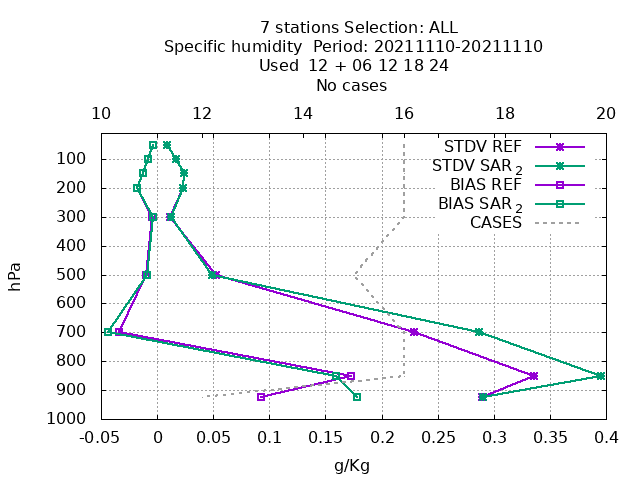 7 stations Selection: ALL
Specific humidity  Period: 20211110-20211110
Used  12 + 06 12 18 24
No cases
10 12 14 16 18 20
STDV REF
STDV SAR 2
BIAS REF
BIAS SAR 2
CASES
hPa
100
200
300
400
500
600
700
800
900
1000
-0.05 0 0.05 0.1 0.15 0.2 0.25 0.3 0.35 0.4
g/Kg